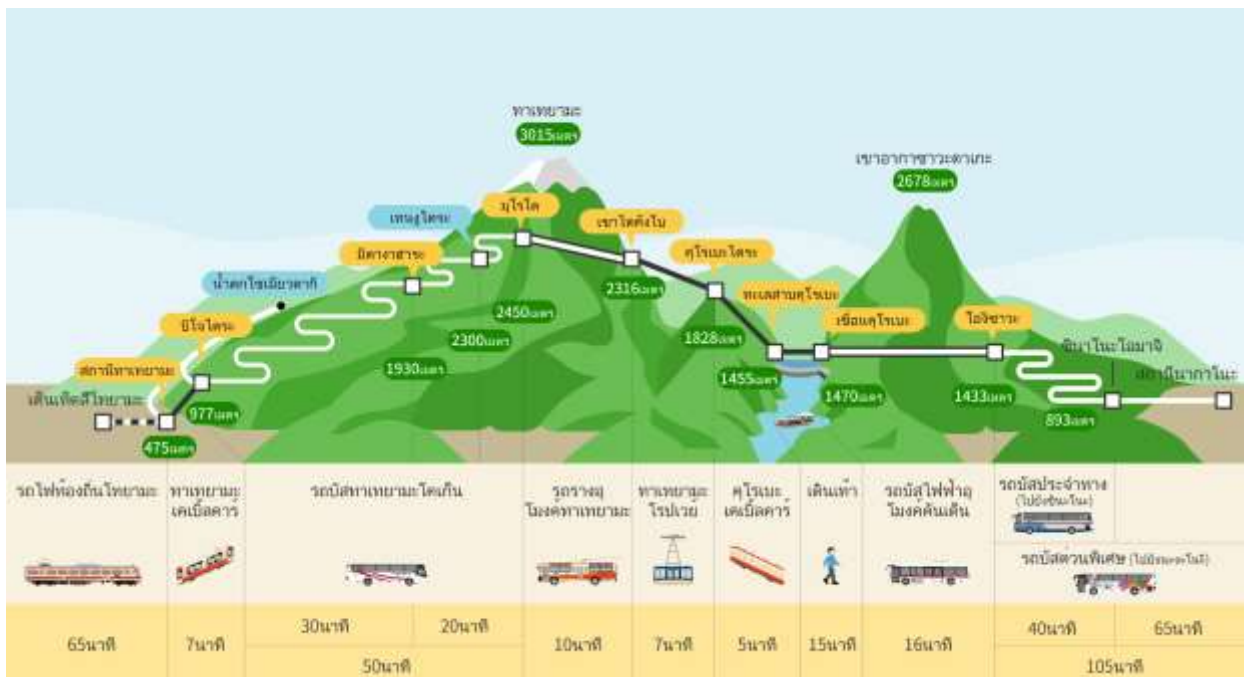 ทาเทยามะ
3015เมตร
เขาอากาซาวะดาเกะ
2678เมตร
มุโรโด
เทนงูไดระ
เขาไดคังโบ
มิดางาฮาระ
คุโรเบะไดระ
น้ำตกโชเมียวดากิ
2316เมตร
ทะเลสาบคุโรเบะ
2450เมตร
บิโจไดระ
เขื่อนคุโรเบะ
โอกิซาวะ
2300เมตร
1828เมตร
ชินาโนะโอมาจิ
สถานีทาเทยามะ
1930เมตร
สถานีนากาโนะ
1455เมตร
เด็นเท็ตสึโทยามะ
977เมตร
1470เมตร
1433เมตร
893เมตร
475เมตร
รถไฟท้องถิ่นโทยามะ
ทาเทยามะ
เคเบิ้ลคาร์
รถบัสทาเทยามะโคเก็น
รถรางอุ
โมงค์ทาเทยามะ
ทาเทยามะ
โรปเวย์
คุโรเบะ
เคเบิ้ลคาร์
เดินเท้า
รถบัสไฟฟ้าอุ
โมงค์คันเด็น
รถบัสประจำทาง
รถบัสด่วนพิเศษ
65นาที
7นาที
30นาที
20นาที
50นาที
10นาที
7นาที
5นาที
15นาที
16นาที
40นาที
65นาที
105นาที